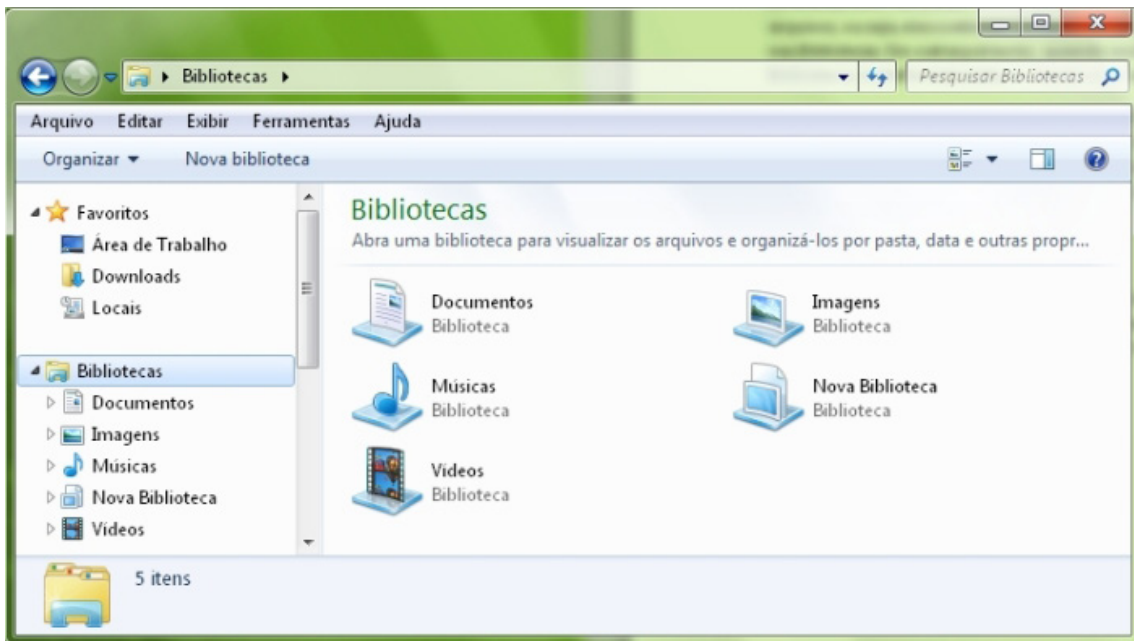 Bibliotecas
Pesquisar Bibliotecas
Arquivo Editar Exibir Ferramentas Ajuda
Organizar Nova biblioteca
Favoritos
Área de Trabalho
Downloads
Locais
Bibliotecas
Documentos
Imagens
Músicas
Nova Biblioteca
Vídeos
Bibliotecas
Abra uma biblioteca para visualizar os arquivos e organizá-los por pasta, data e outras propr...
Documentos
Biblioteca
Imagens
Biblioteca
Músicas
Biblioteca
Nova Biblioteca
Biblioteca
Vídeos
Biblioteca
5 itens